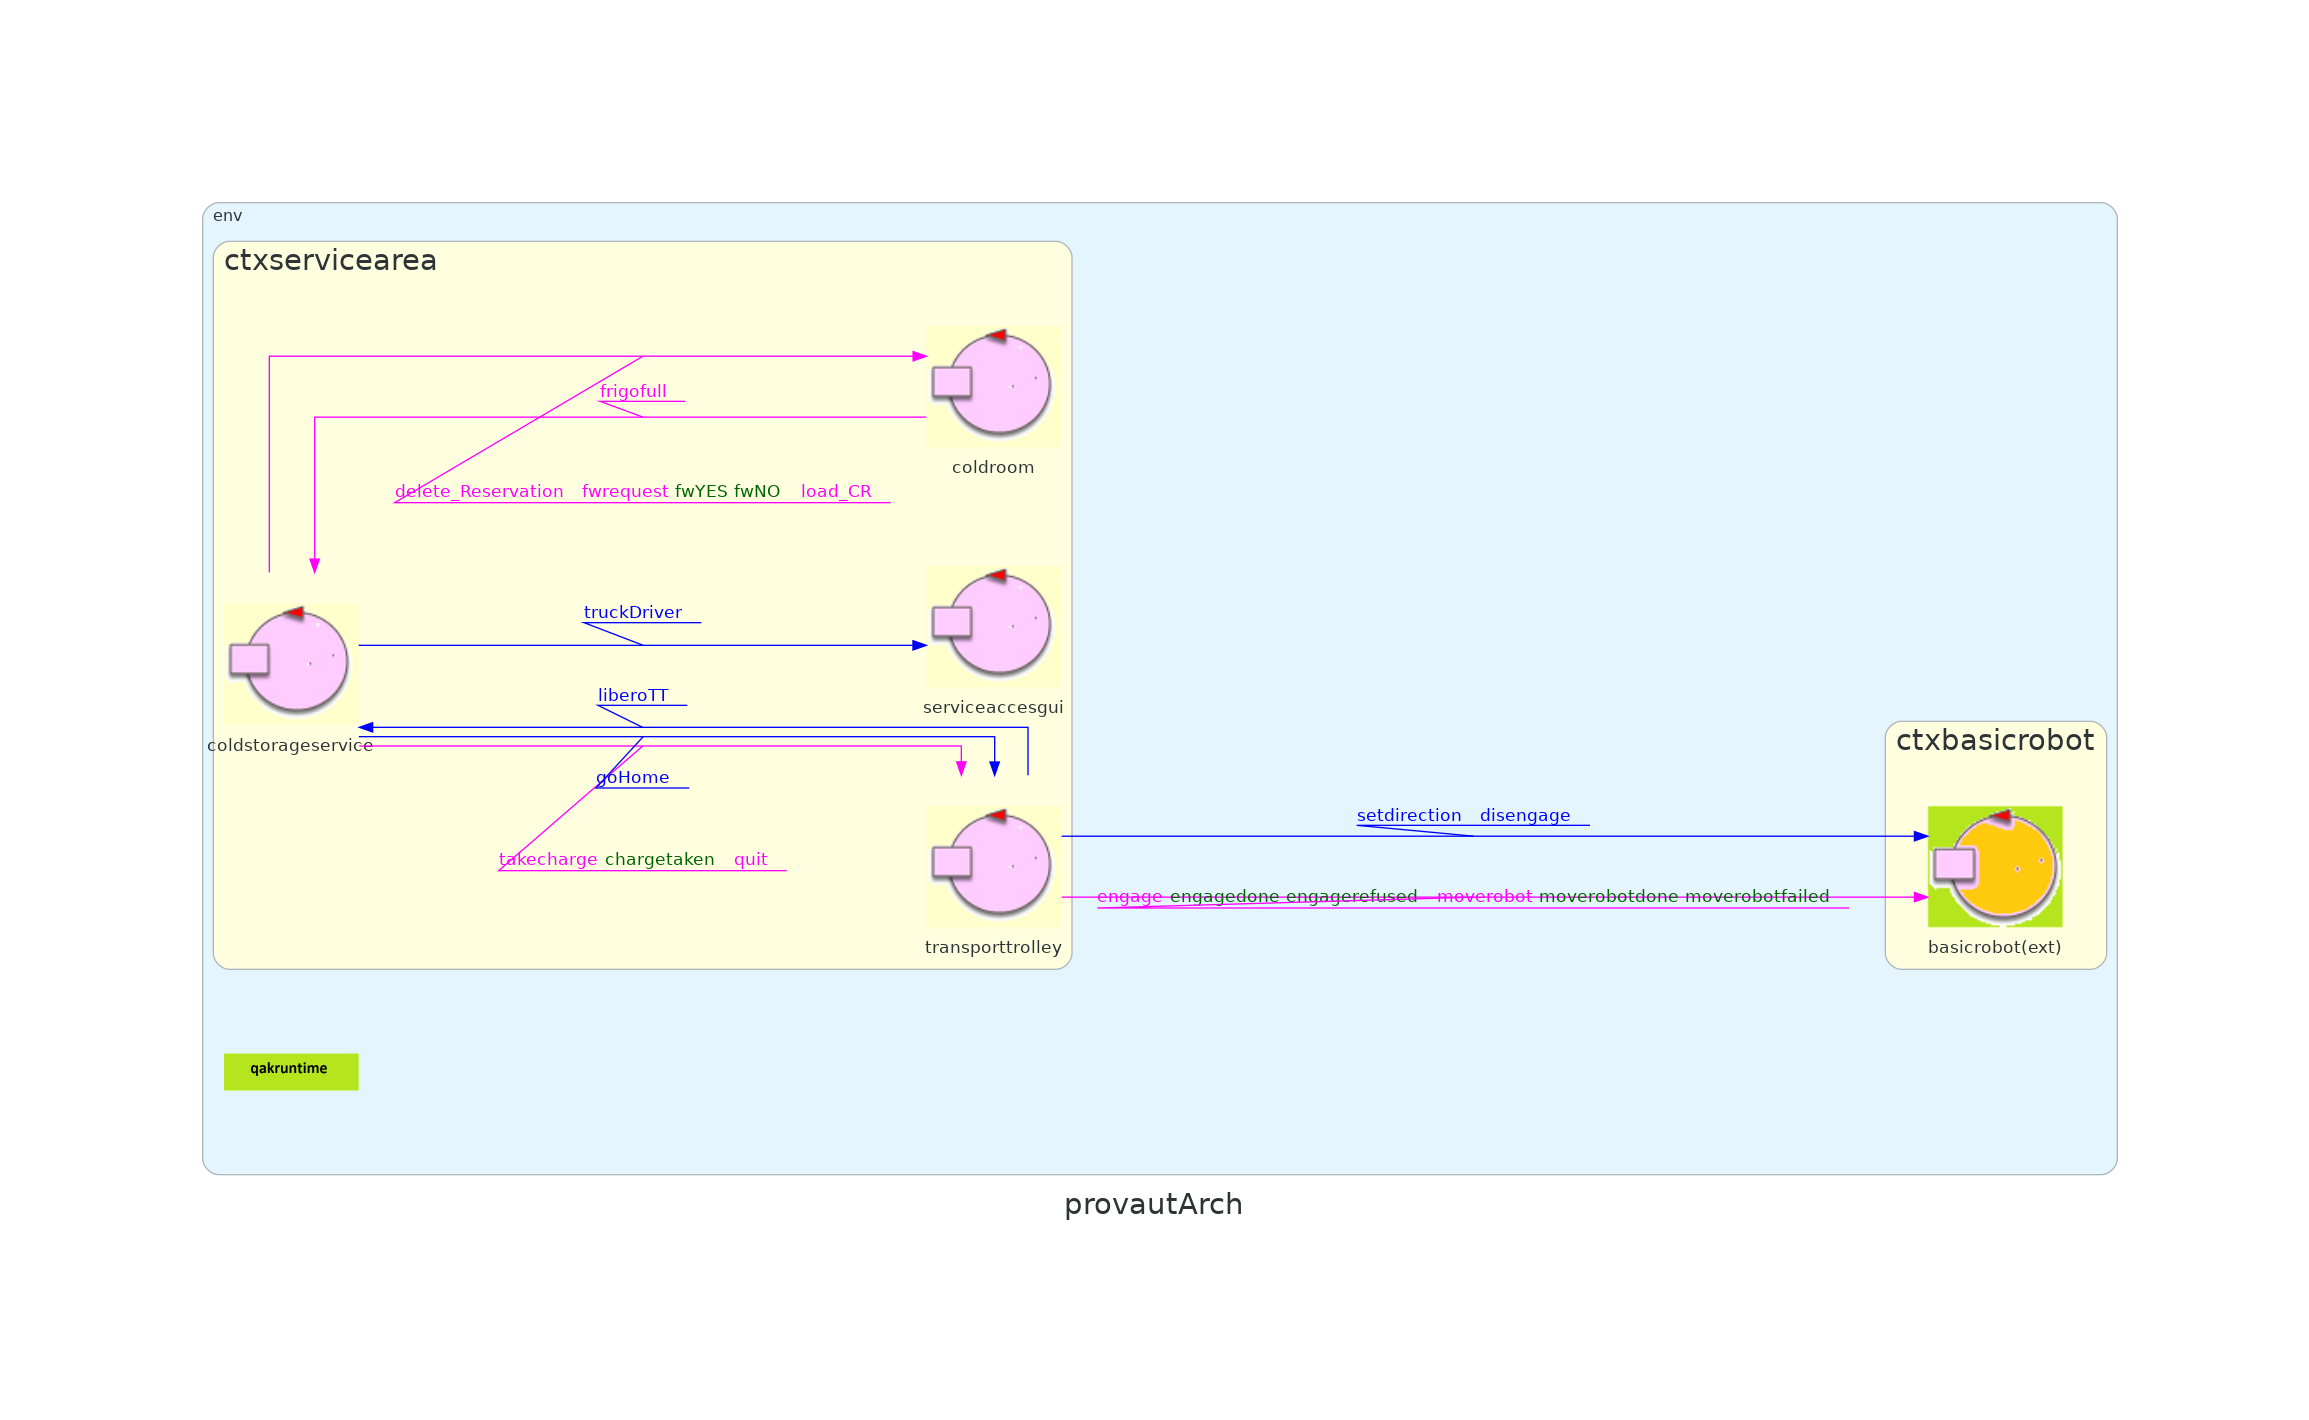 env
ctxservicearea
frigofull
coldroom
delete_Reservation fwrequest fwYES fwNO load_CR
truckDriver
liberoTT
serviceaccesgui
coldstorageservice
ctxbasicrobot
goHome
setdirection disengage
takecharge chargetaken quit
engage engagedone engagerefused moverobot moverobotdone moverobotfailed
transporttrolley
basicrobot(ext)
qakruntime
provautArch